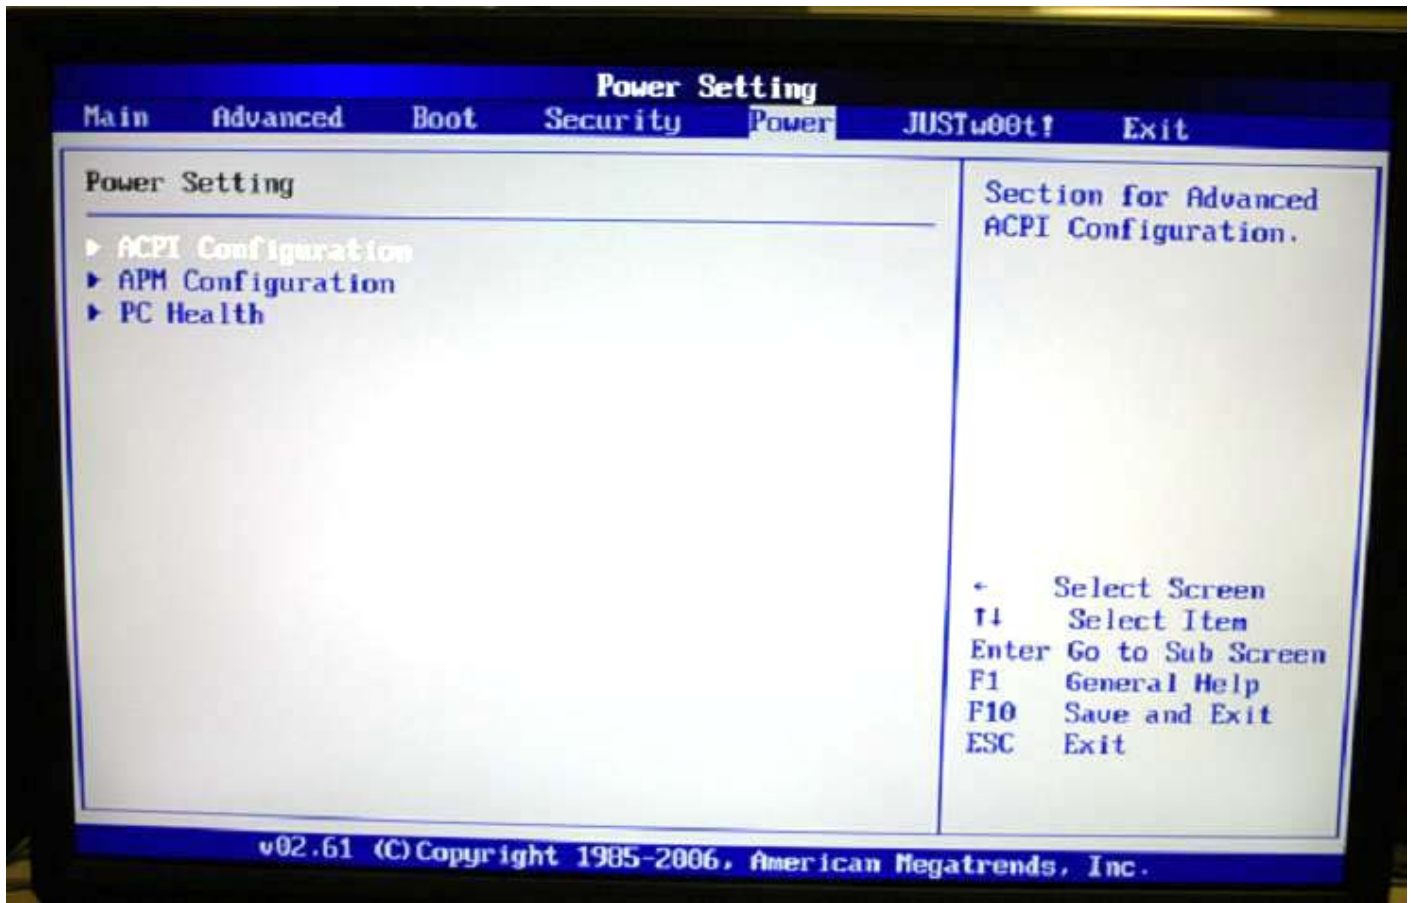 Power Setting
Main Advanced Boot Security Power JUSTw00t! Exit
Power Setting
▶ ACPI Configuration
▶ APM Configuration
▶ PC Health
Section for Advanced
ACPI Configuration.
← Select Screen
↑↓ Select Item
Enter Go to Sub Screen
F1 General Help
F10 Save and Exit
ESC Exit
v02.61 (C)Copyright 1985-2006, American Megatrends, Inc.